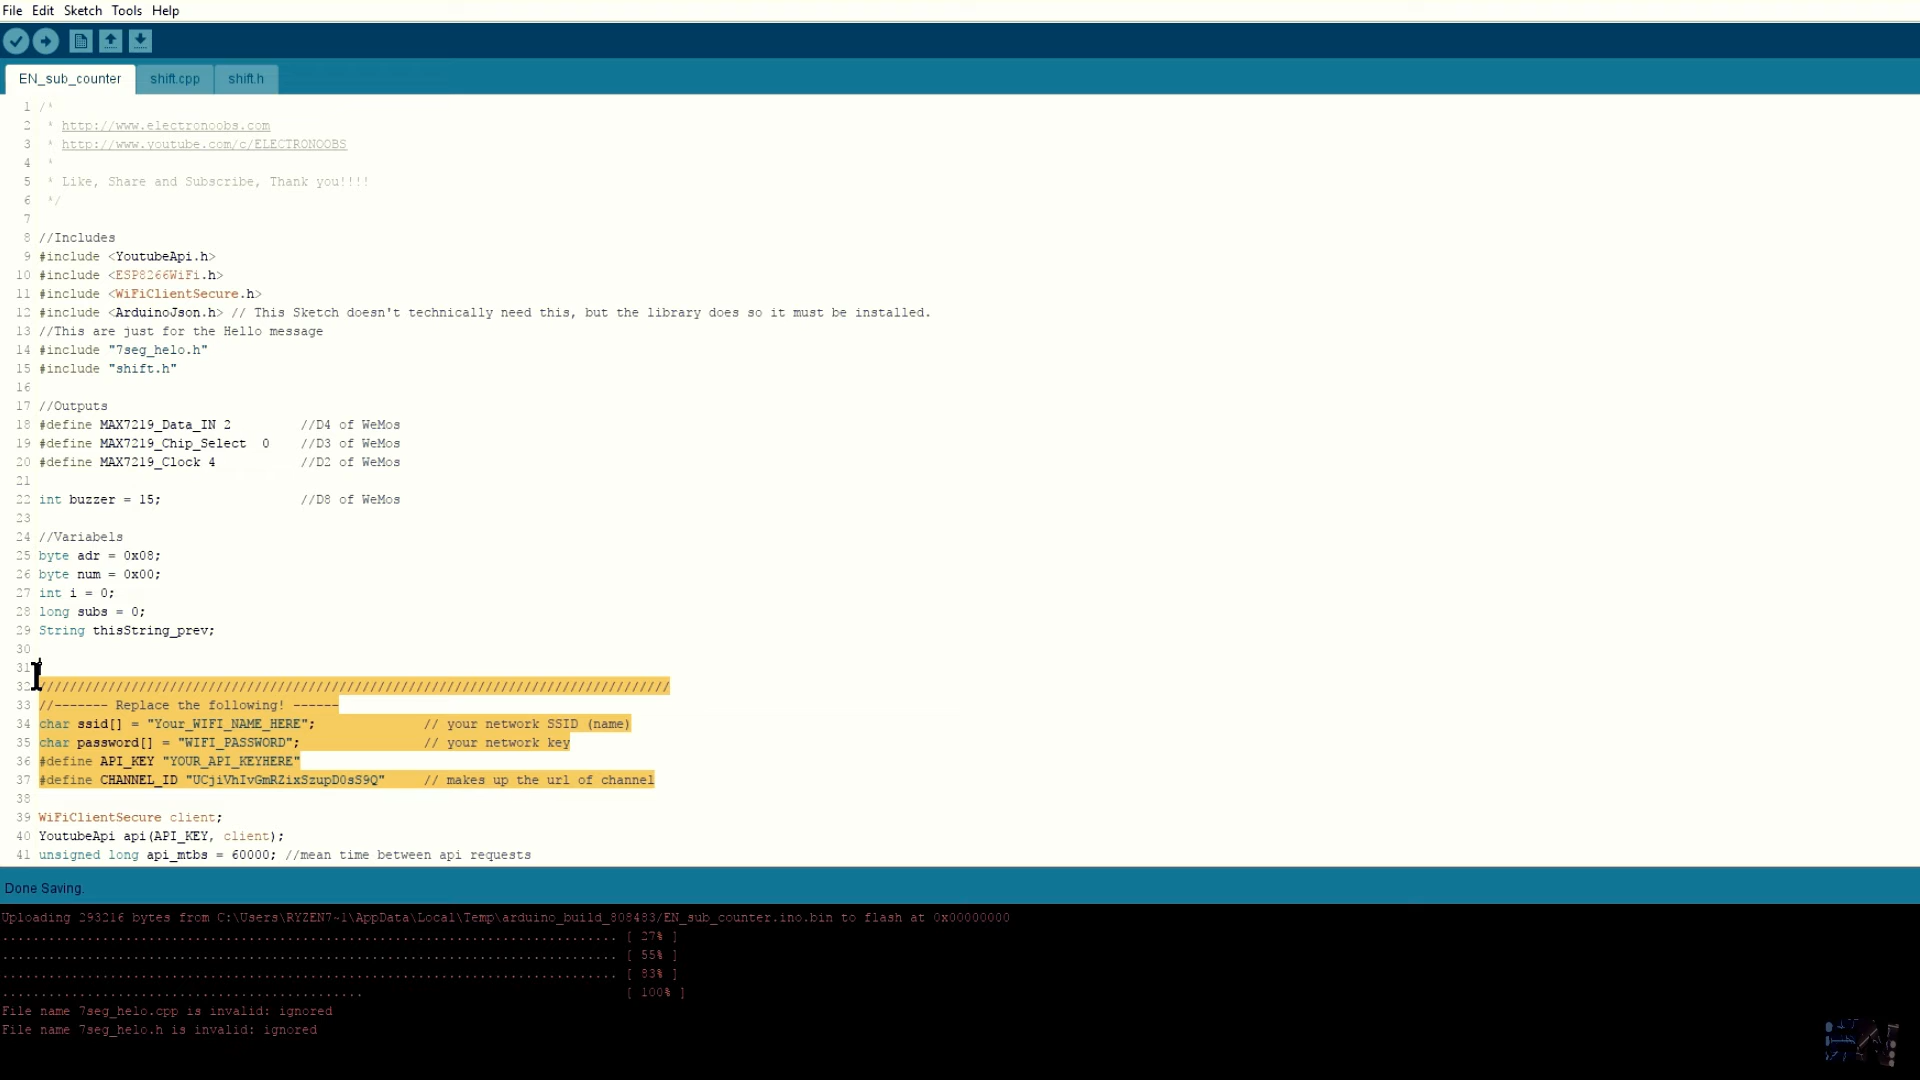 File Edit Sketch Tools Help
EN_sub_counter shift.cpp shift.h
1 /*
2 * http://www.electronoobs.com
3 * http://www.youtube.com/c/ELECTRONOOBS
4 *
5 * Like, Share and Subscribe, Thank you!!!!
6 */
7
8 //Includes
9 #include <YoutubeApi.h>
10 #include <ESP8266WiFi.h>
11 #include <WiFiClientSecure.h>
12 #include <ArduinoJson.h> // This Sketch doesn't technically need this, but the library does so it must be installed.
13 //This are just for the Hello message
14 #include "7seg_helo.h"
15 #include "shift.h"
16
17 //Outputs
18 #define MAX7219_Data_IN 2 //D4 of WeMos
19 #define MAX7219_Chip_Select 0 //D3 of WeMos
20 #define MAX7219_Clock 4 //D2 of WeMos
21
22 int buzzer = 15; //D8 of WeMos
23
24 //Variabels
25 byte adr = 0x08;
26 byte num = 0x00;
27 int i = 0;
28 long subs = 0;
29 String thisString_prev;
30
31
32 //////////////////////////////////////////////////////////////////////////////////
33 //------- Replace the following! ------
34 char ssid[] = "Your_WIFI_NAME_HERE"; // your network SSID (name)
35 char password[] = "WIFI_PASSWORD"; // your network key
36 #define API_KEY "YOUR_API_KEYHERE"
37 #define CHANNEL_ID "UCjiVhIvGmRZixSzupD0sS9Q" // makes up the url of channel
38
39 WiFiClientSecure client;
40 YoutubeApi api(API_KEY, client);
41 unsigned long api_mtbs = 60000; //mean time between api requests
Done Saving.
Uploading 293216 bytes from C:\Users\RYZEN7~1\AppData\Local\Temp\arduino_build_808483/EN_sub_counter.ino.bin to flash at 0x00000000
................................................................................ [ 27% ]
................................................................................ [ 55% ]
................................................................................ [ 83% ]
............................................... [ 100% ]
File name 7seg_helo.cpp is invalid: ignored
File name 7seg_helo.h is invalid: ignored